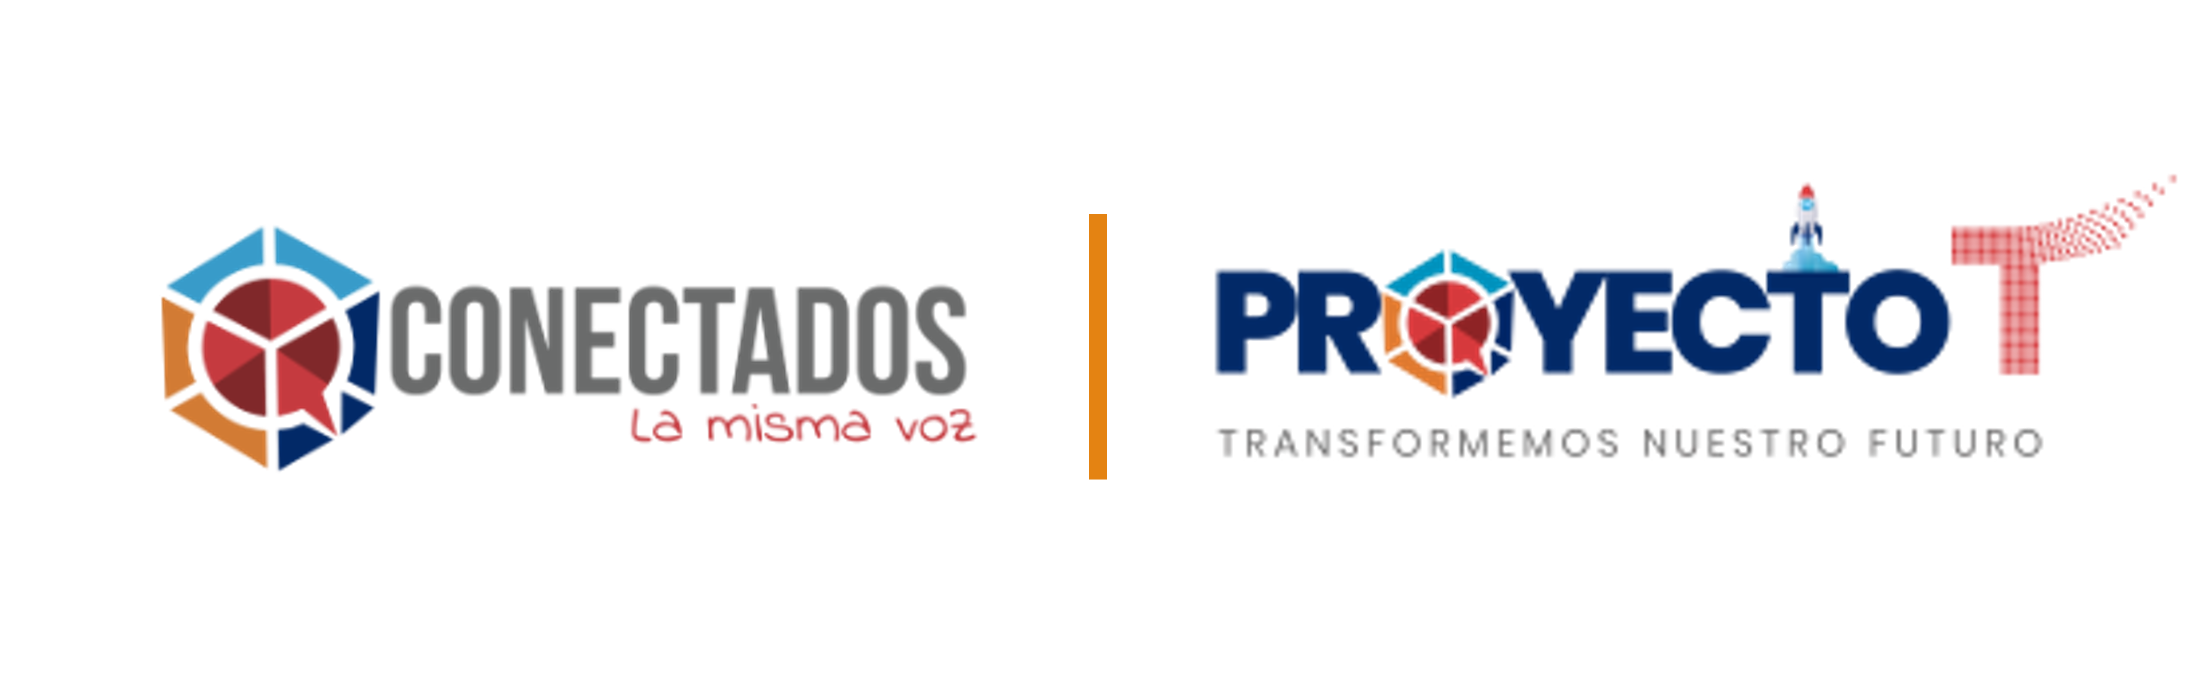 CONECTADOS
La misma voz
PROYECTO T
TRANSFORMEMOS NUESTRO FUTURO